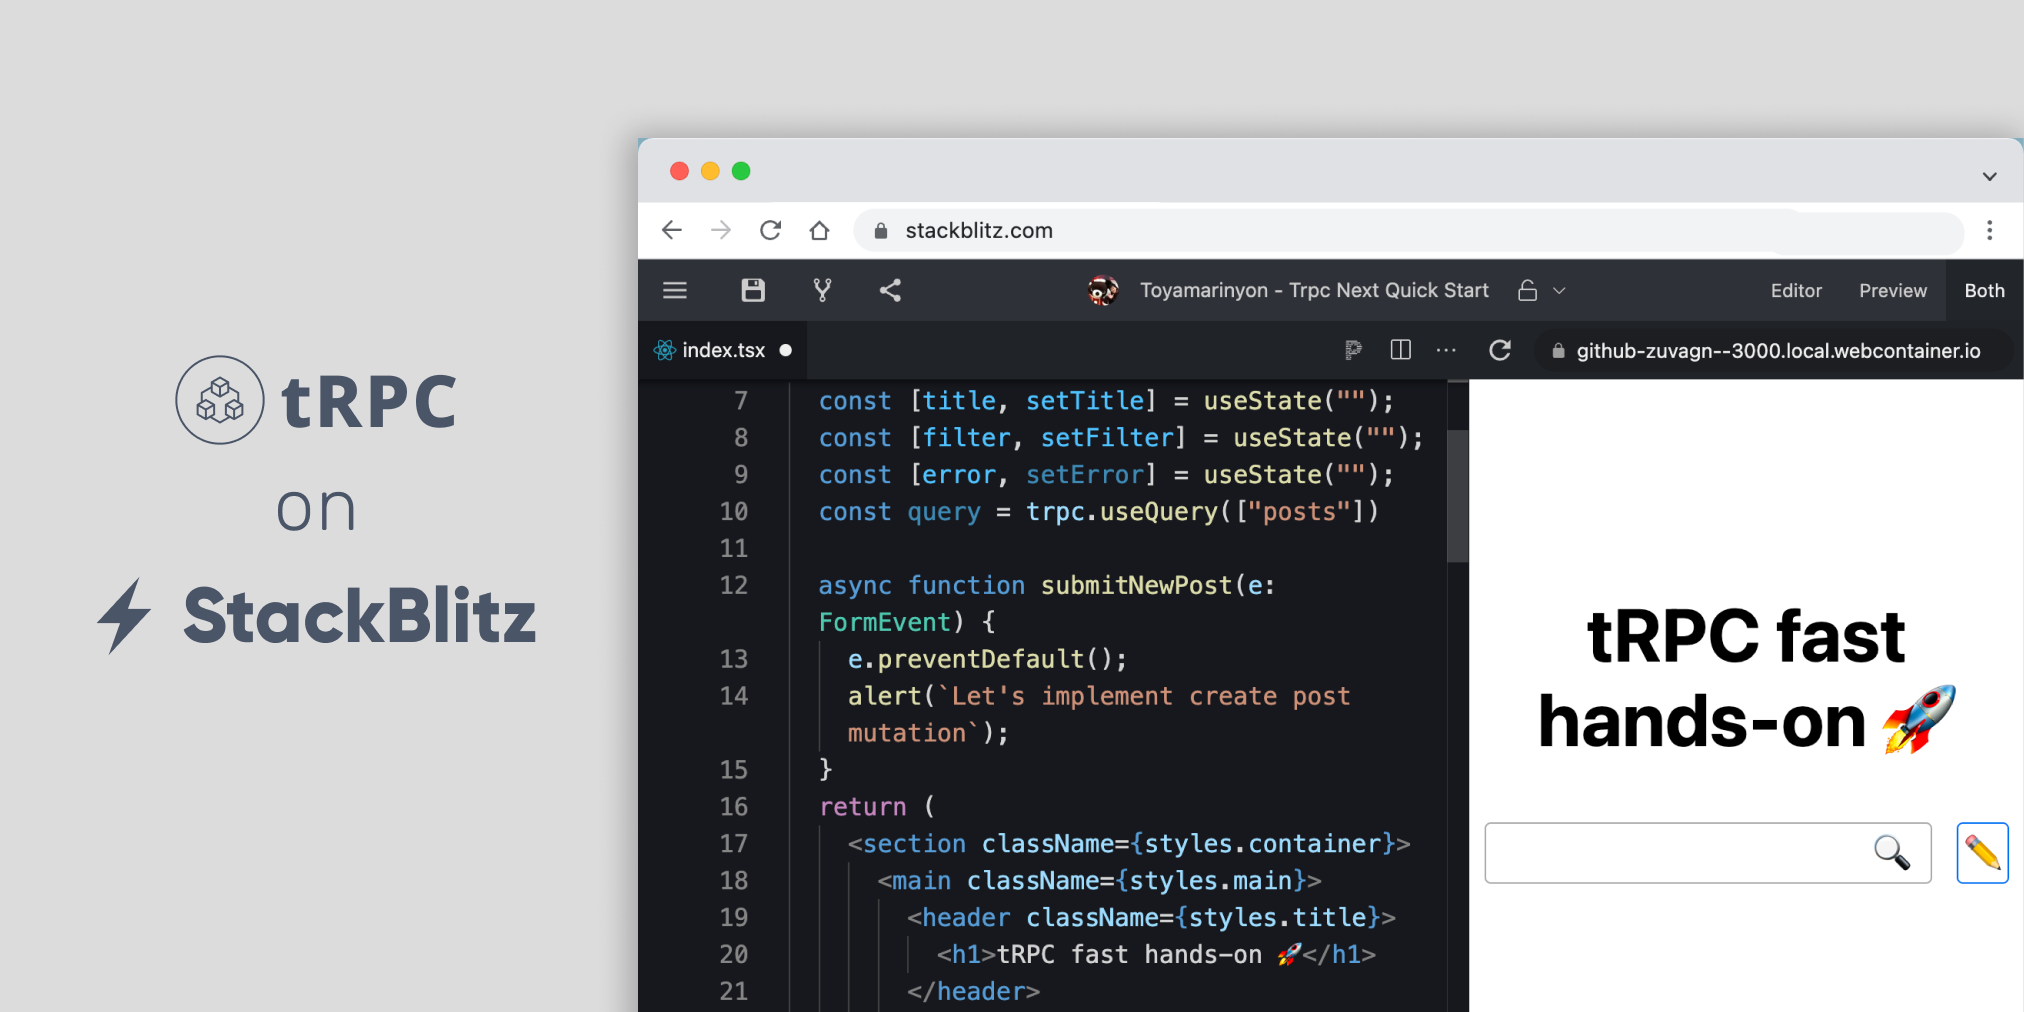 tRPC
on
StackBlitz
stackblitz.com
Toyamarinyon - Trpc Next Quick Start
Editor Preview Both
index.tsx
github-zuvagn--3000.local.webcontainer.io
7 const [title, setTitle] = useState("");
8 const [filter, setFilter] = useState("");
9 const [error, setError] = useState("");
10 const query = trpc.useQuery(["posts"])
11
12 async function submitNewPost(e:
FormEvent) {
13 e.preventDefault();
14 alert(`Let's implement create post
mutation`);
15 }
16 return (
17 <section className={styles.container}>
18 <main className={styles.main}>
19 <header className={styles.title}>
20 <h1>tRPC fast hands-on 🚀</h1>
21 </header>
tRPC fast
hands-on 🚀